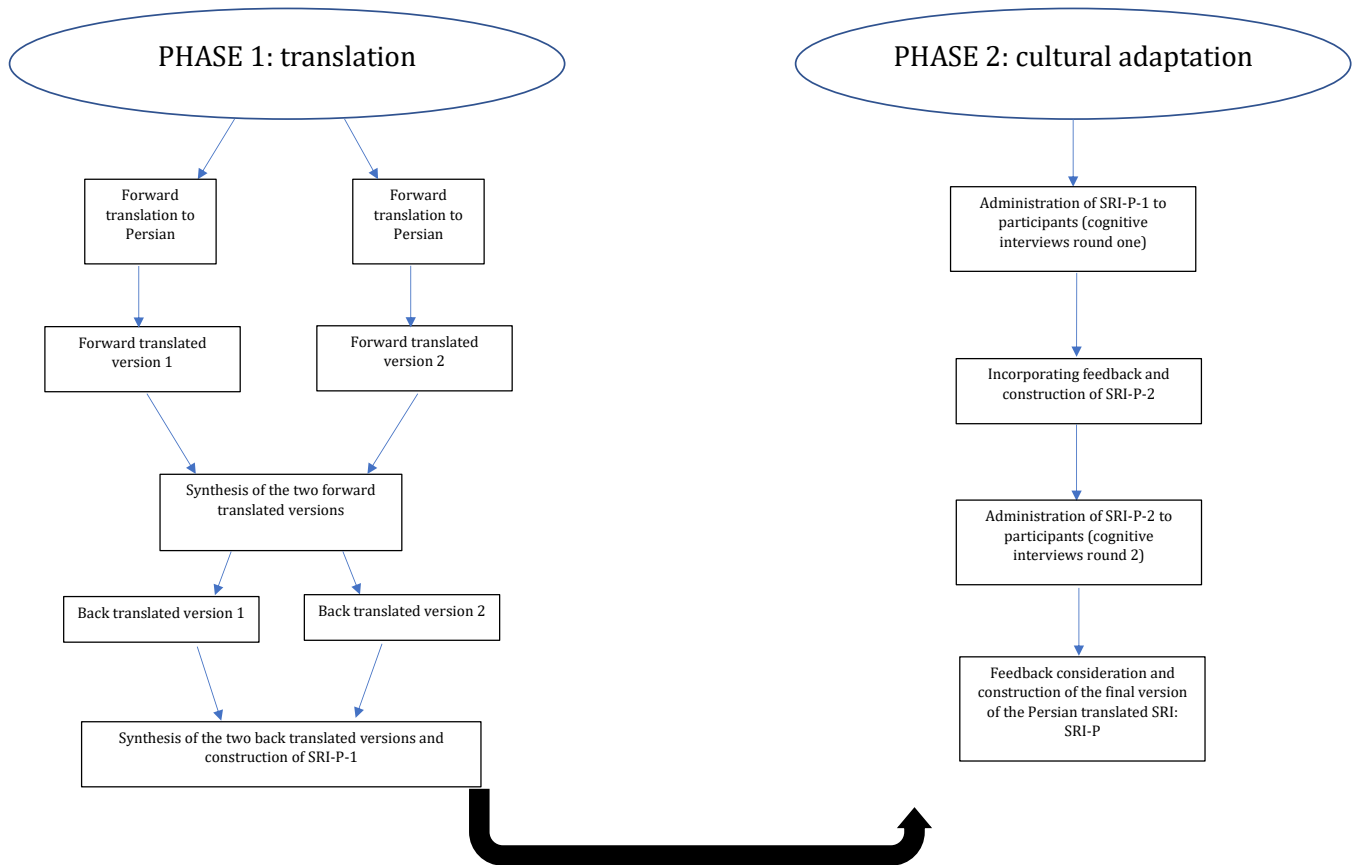 PHASE 1: translation
Forward
translation to
Persian
Forward
translation to
Persian
Forward translated
version 1
Forward translated
version 2
Synthesis of the two forward
translated versions
Back translated version 1
Back translated version 2
Synthesis of the two back translated versions and
construction of SRI-P-1
PHASE 2: cultural adaptation
Administration of SRI-P-1 to
participants (cognitive
interviews round one)
Incorporating feedback and
construction of SRI-P-2
Administration of SRI-P-2 to
participants (cognitive
interviews round 2)
Feedback consideration and
construction of the final version
of the Persian translated SRI:
SRI-P